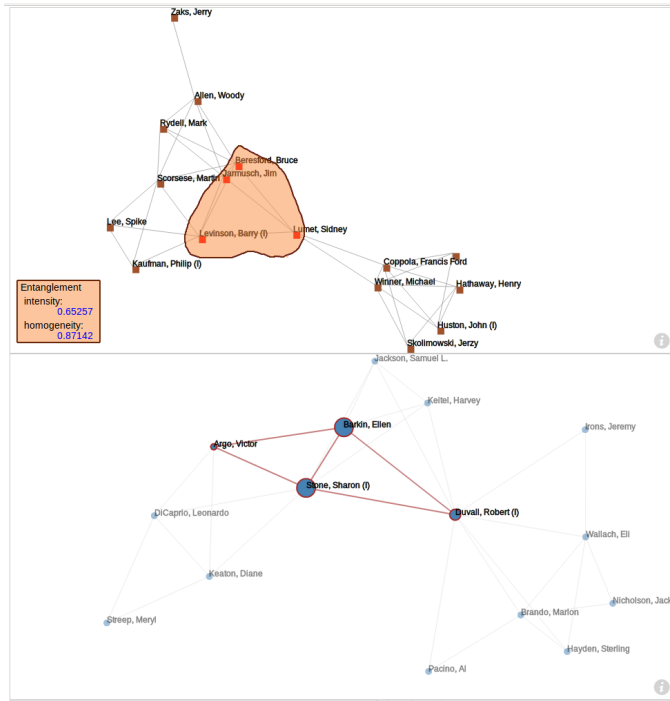 Zaks, Jerry
Allen, Woody
Rydell, Mark
Beresford, Bruce
Jarmusch, Jim
Scorsese, Martin
Lee, Spike
Lumet, Sidney
Levinson, Barry (I)
Kaufman, Philip (I)
Coppola, Francis Ford
Winner, Michael
Hathaway, Henry
Huston, John (I)
Skolimowski, Jerzy
Entanglement
intensity:
0.65257
homogeneity:
0.87142
i
Jackson, Samuel L.
Keitel, Harvey
Barkin, Ellen
Irons, Jeremy
Argo, Victor
Stone, Sharon (I)
DiCaprio, Leonardo
Duvall, Robert (I)
Wallach, Eli
Keaton, Diane
Nicholson, Jack
Brando, Marlon
Streep, Meryl
Hayden, Sterling
Pacino, Al
i